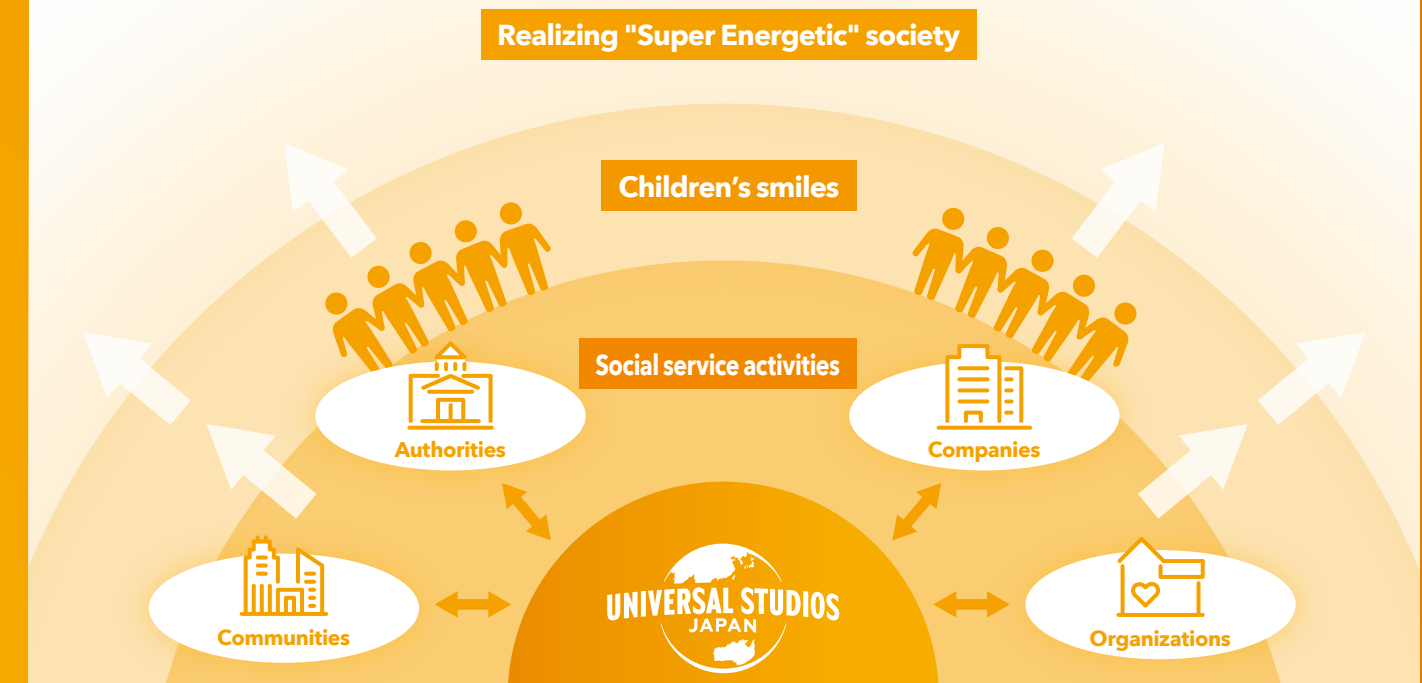 Realizing "Super Energetic" society
Children's smiles
Social service activities
Authorities
Companies
UNIVERSAL STUDIOS
JAPAN
Communities
Organizations